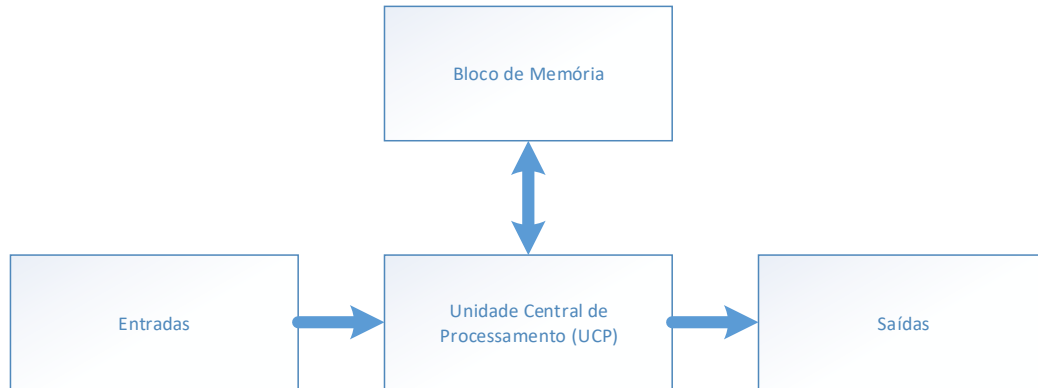 Bloco de Memória
Entradas
Unidade Central de
Processamento (UCP)
Saídas